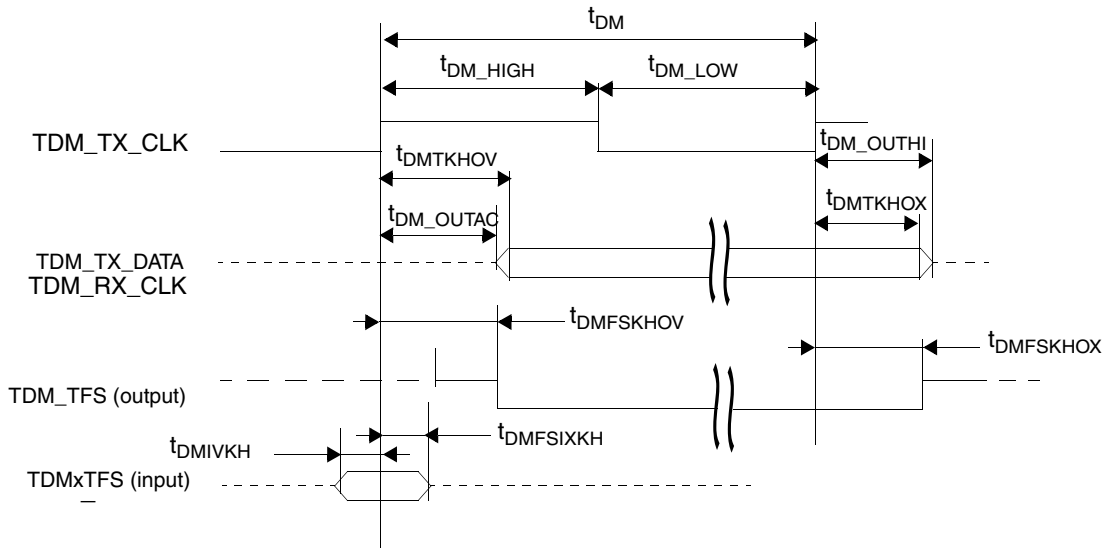 tDM
tDM_HIGH
tDM_LOW
TDM_TX_CLK
tDM_OUTHI
tDMTKHOV
tDMTKHOX
tDM_OUTAC
TDM_TX_DATA
TDM_RX_CLK
tDMFSKHOV
tDMFSKHOX
TDM_TFS (output)
tDMIVKH
tDMFSIXKH
TDMxTFS (input)
_